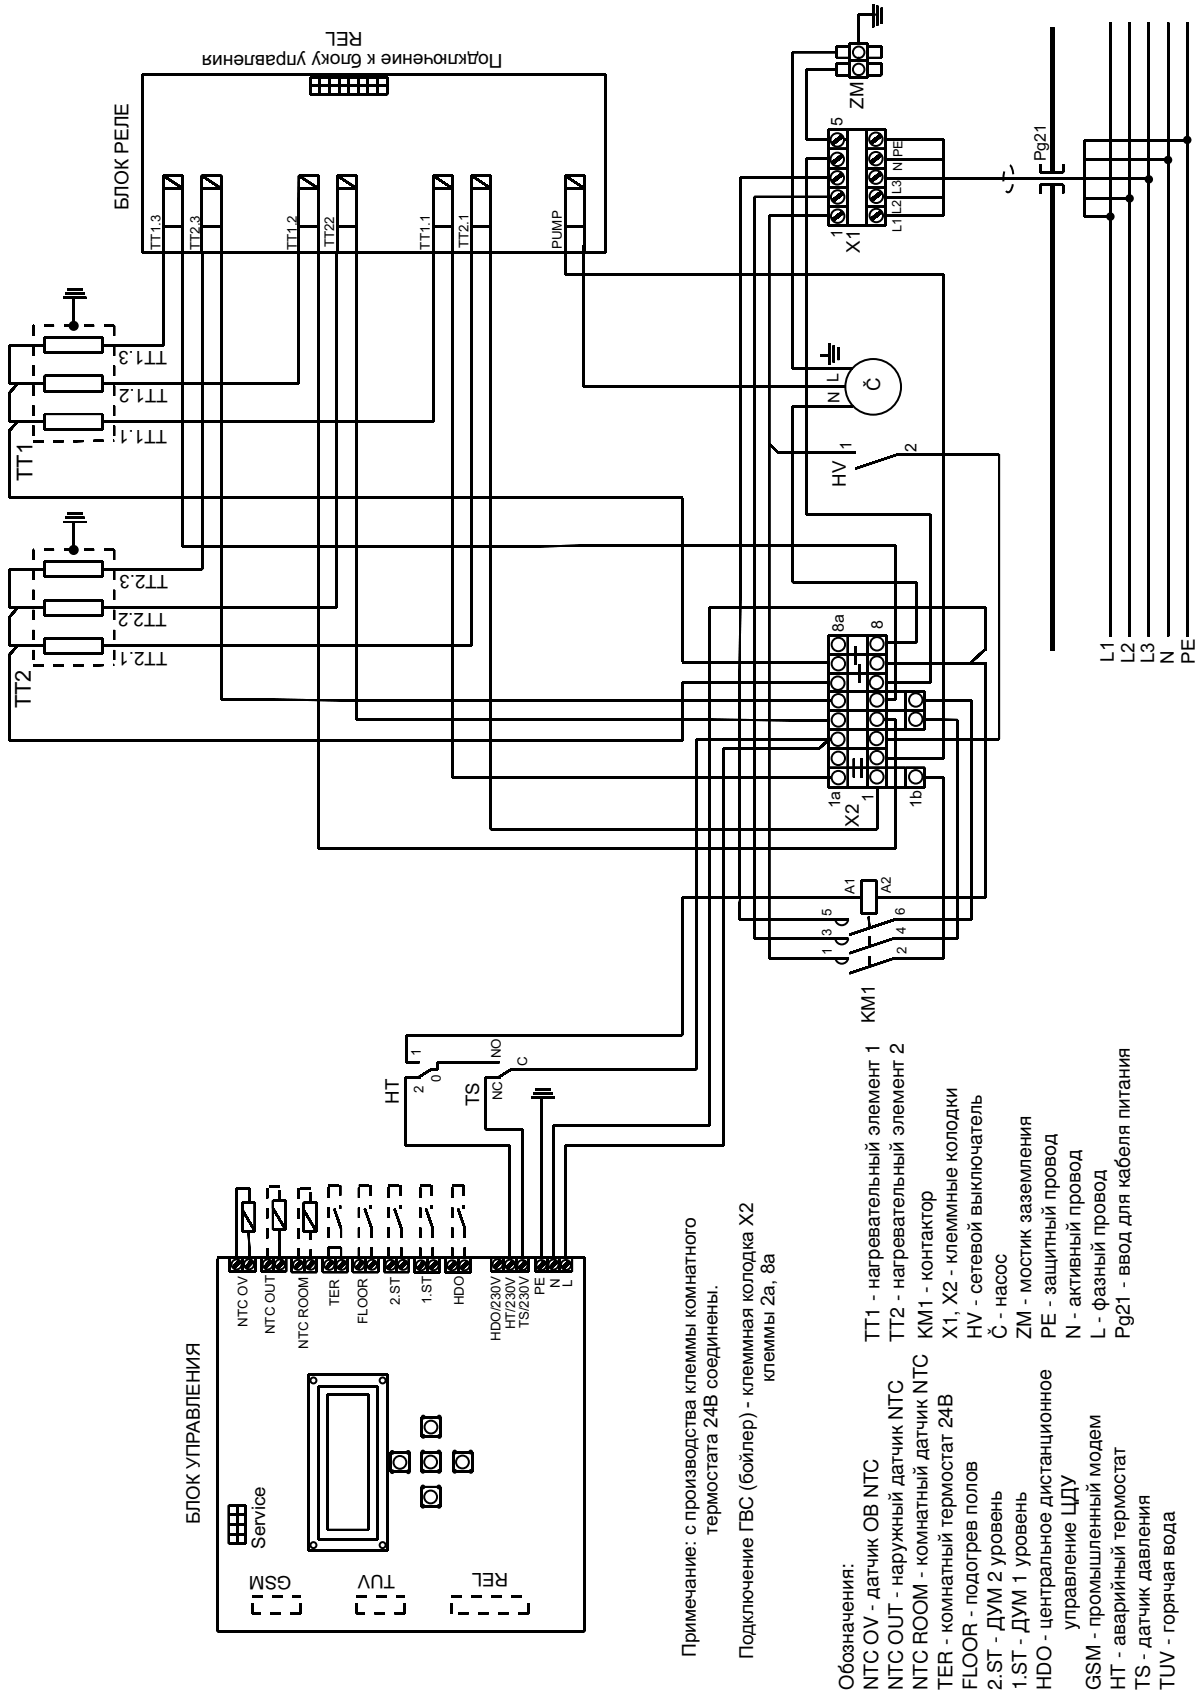 БЛОК УПРАВЛЕНИЯ
Service
GSM
TUV
REL
NTC OV
NTC OUT
NTC ROOM
TER
FLOOR
2.ST
1.ST
HDO
HDO/230V
HT/230V
TS/230V
PE
N
L
HT
1
2
0
TS
NO
NC
C
БЛОК РЕЛЕ
Подключение к блоку управления
REL
TT1.3
TT2.3
TT1.2
TT22
TT1.1
TT2.1
PUMP
TT1
TT1.3
TT1.2
TT1.1
TT2
TT2.3
TT2.2
TT2.1
ZM
X1
1
5
L1
L2
L3
N
PE
Pg21
N
L
Č
HV
1
2
X2
1a
8a
1
8
1b
KM1
1
3
5
A1
A2
2
4
6
L1
L2
L3
N
PE
Примечание: с производства клеммы комнатного
термостата 24В соединены.
Подключение ГВС (бойлер) - клеммная колодка X2
клеммы 2a, 8a
Обозначения:
NTC OV - датчик ОВ NTC
NTC OUT - наружный датчик NTC
NTC ROOM - комнатный датчик NTC
TER - комнатный термостат 24В
FLOOR - подогрев полов
2.ST - ДУМ 2 уровень
1.ST - ДУМ 1 уровень
HDO - центральное дистанционное
управление ЦДУ
GSM - промышленный модем
HT - аварийный термостат
TS - датчик давления
TUV - горячая вода
TT1 - нагревательный элемент 1
TT2 - нагревательный элемент 2
KM1 - контактор
X1, X2 - клеммные колодки
HV - сетевой выключатель
Č - насос
ZM - мостик заземления
PE - защитный провод
N - активный провод
L - фазный провод
Pg21 - ввод для кабеля питания